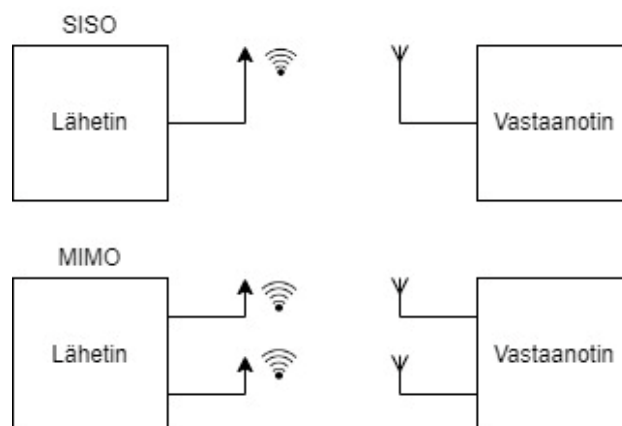 SISO
Lähetin
Vastaanotin
MIMO
Lähetin
Vastaanotin